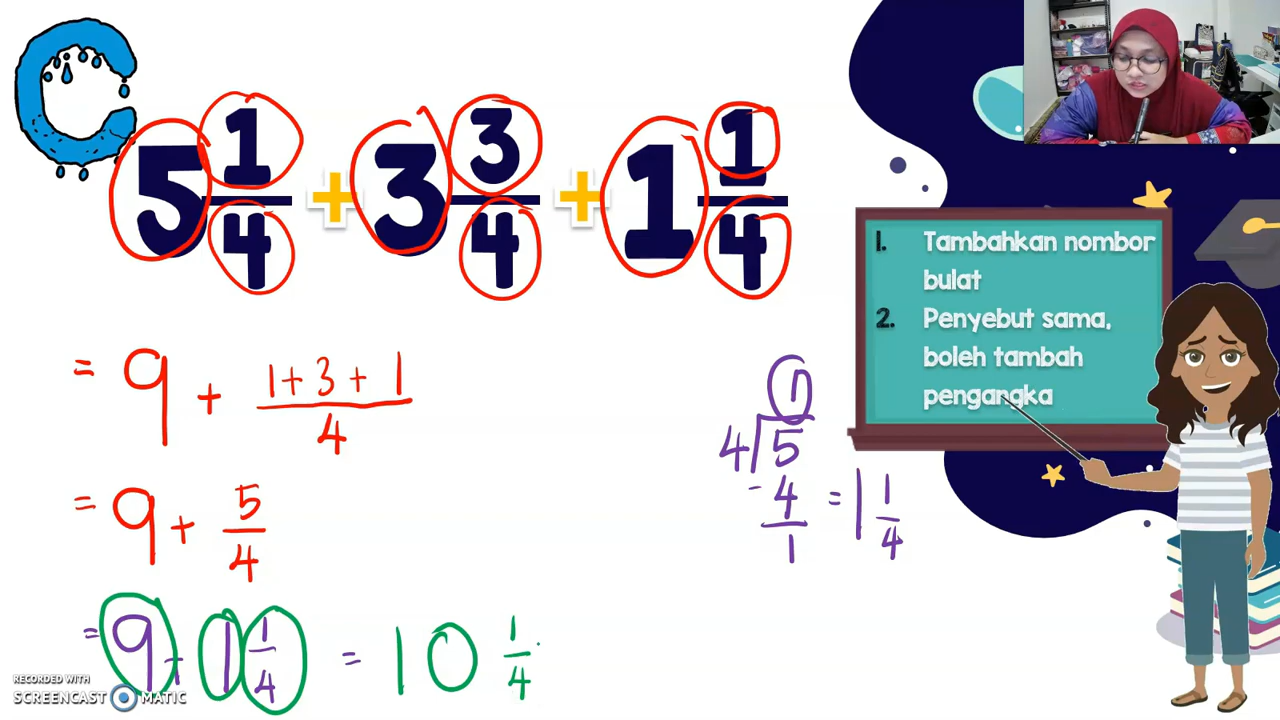 C
5 1/4 + 3 3/4 + 1 1/4
1. Tambahkan nombor
bulat
2. Penyebut sama,
boleh tambah
pengangka
= 9 + (1+3+1)/4
= 9 + 5/4
= 9 + 1 1/4 = 10 1/4
1
4 5
- 4 = 1 1/4
1
RECORDED WITH
SCREENCAST MATIC